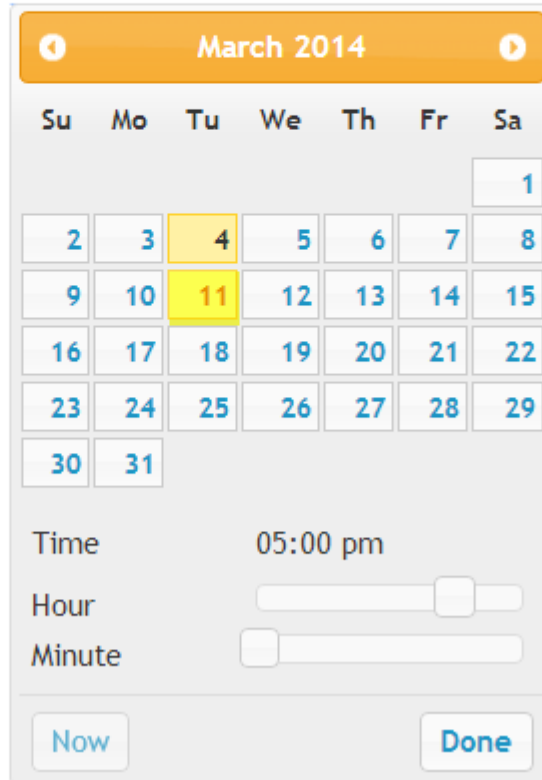 March 2014
Su Mo Tu We Th Fr Sa
1
2 3 4 5 6 7 8
9 10 11 12 13 14 15
16 17 18 19 20 21 22
23 24 25 26 27 28 29
30 31
Time 05:00 pm
Hour
Minute
Now Done